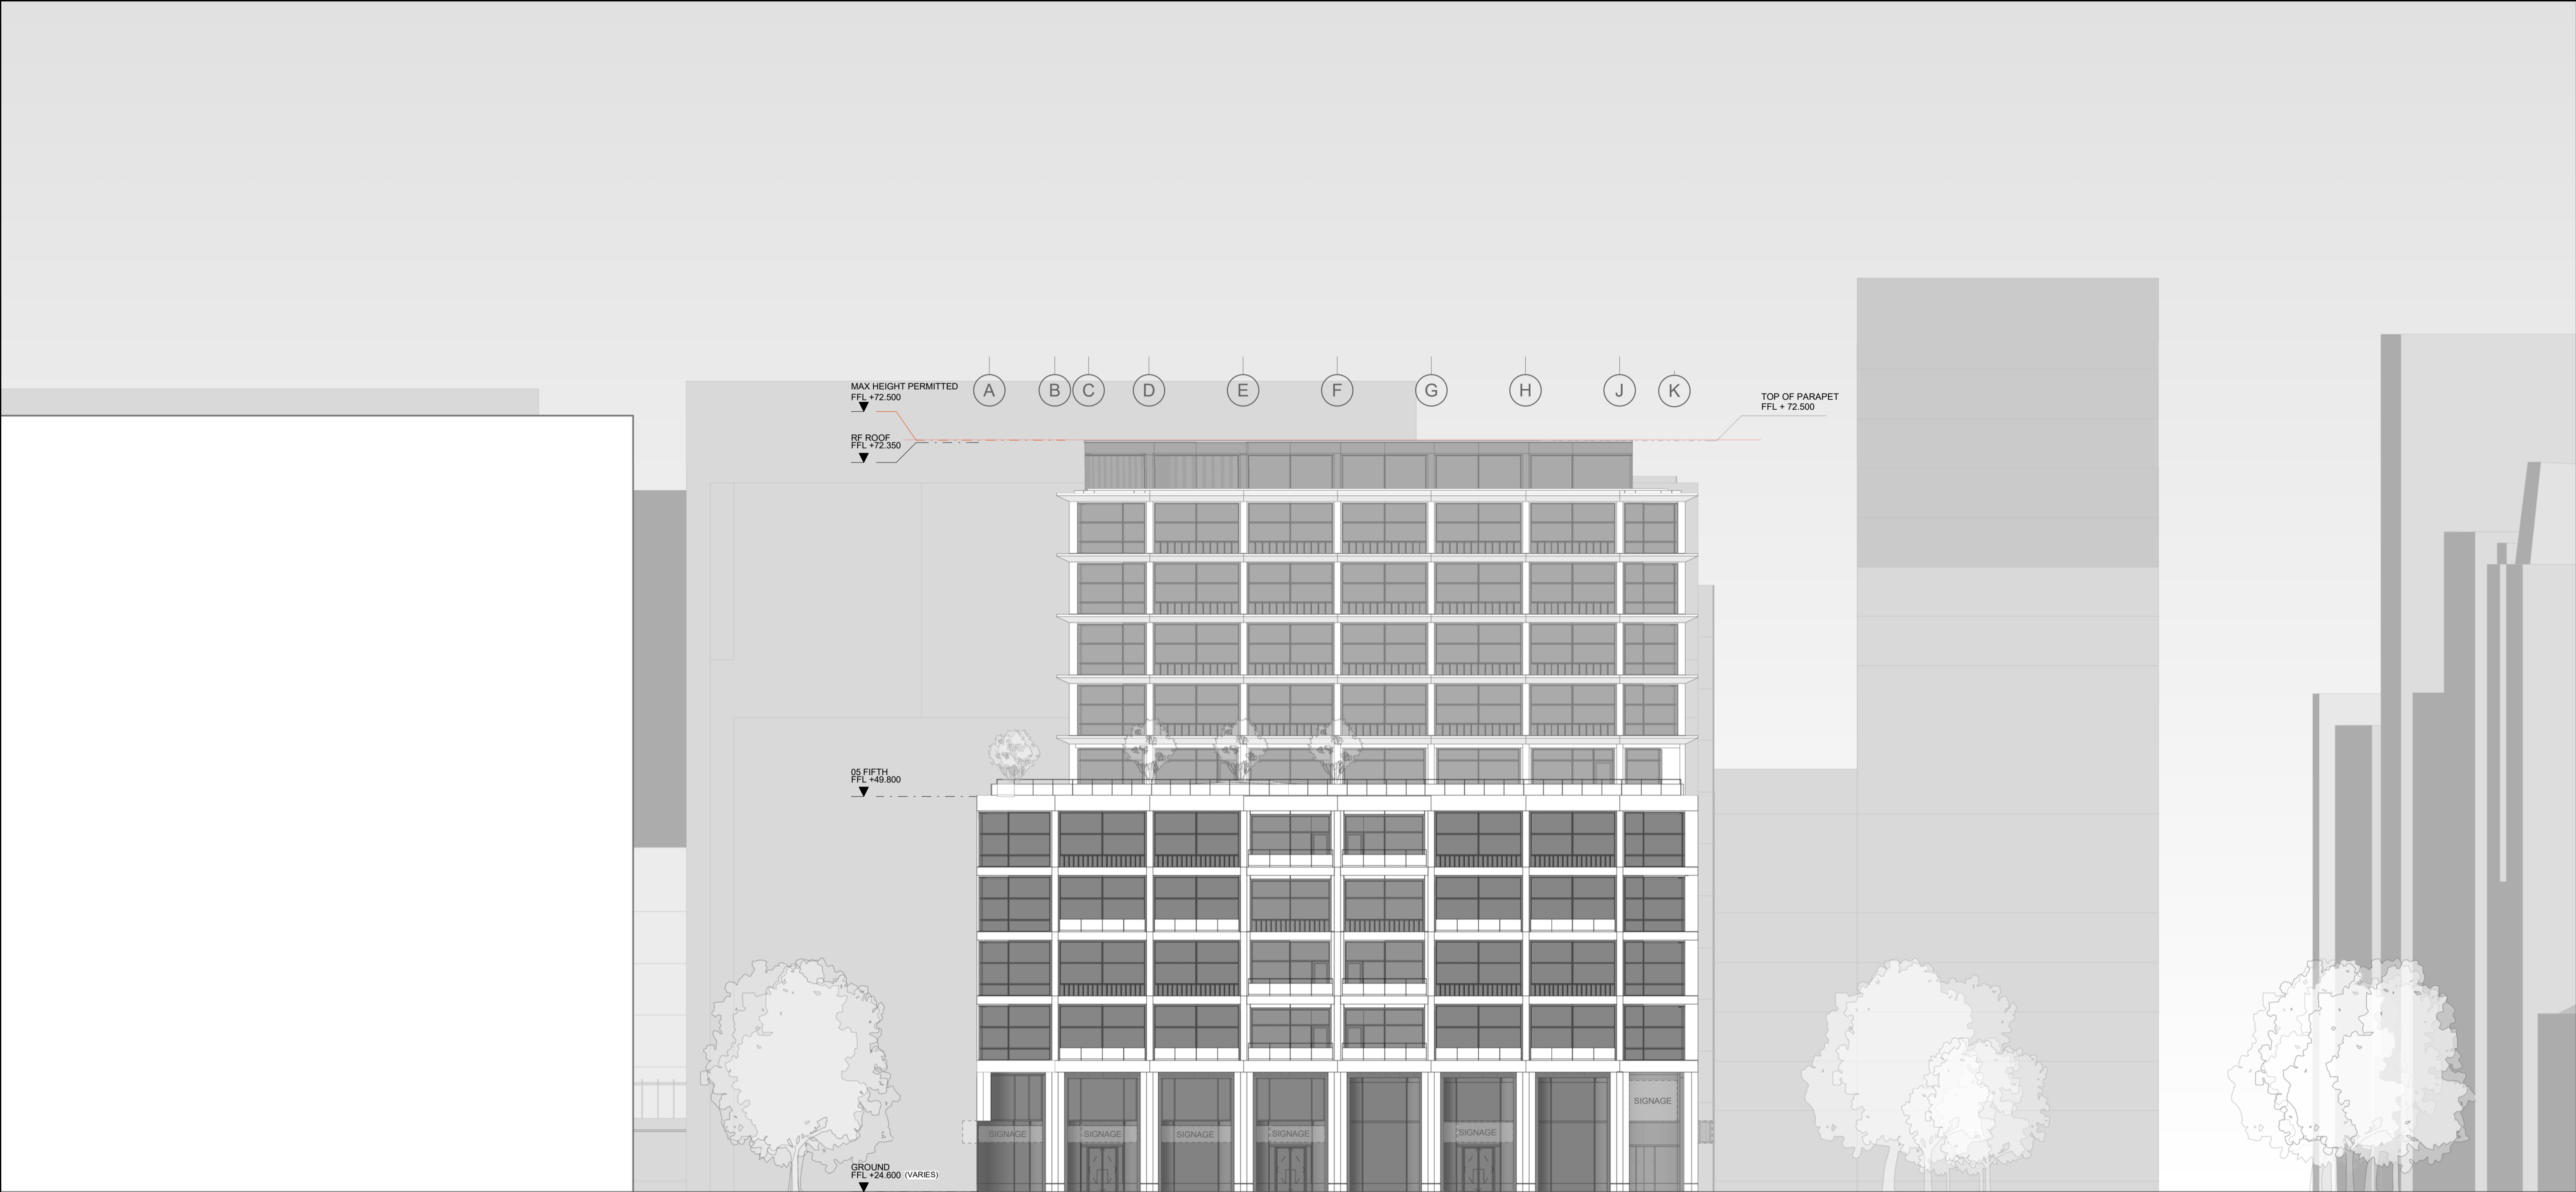 MAX HEIGHT PERMITTED
FFL +72.500
A B C D E F G H J K
TOP OF PARAPET
FFL + 72.500
RF ROOF
FFL +72.350
05 FIFTH
FFL +49.800
SIGNAGE
SIGNAGE SIGNAGE SIGNAGE SIGNAGE SIGNAGE
GROUND
FFL +24.600 (VARIES)